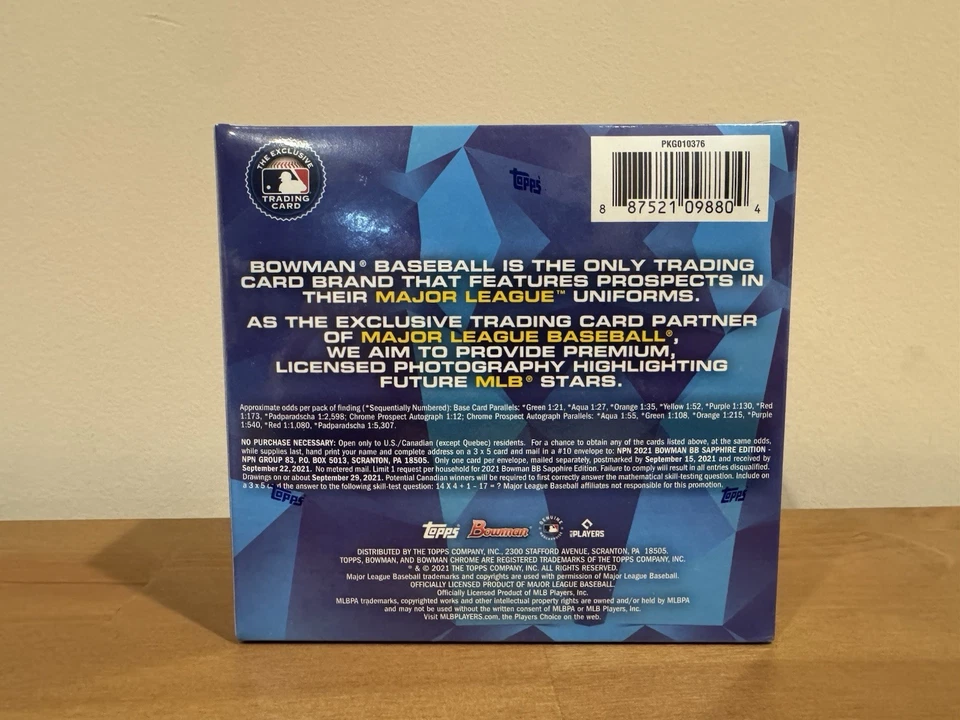 THE EXCLUSIVE
TRADING
CARD
topps
PKG010376
8 87521 09880 4
BOWMAN® BASEBALL IS THE ONLY TRADING
CARD BRAND THAT FEATURES PROSPECTS IN
THEIR MAJOR LEAGUE™ UNIFORMS.
AS THE EXCLUSIVE TRADING CARD PARTNER
OF MAJOR LEAGUE BASEBALL®,
WE AIM TO PROVIDE PREMIUM,
LICENSED PHOTOGRAPHY HIGHLIGHTING
FUTURE MLB® STARS.
Approximate odds per pack of finding (*Sequentially Numbered): Base Card Parallels: *Green 1:21, *Aqua 1:27, *Orange 1:35, *Yellow 1:52, *Purple 1:130, *Red
1:173, *Padparadscha 1:2,598; Chrome Prospect Autograph 1:12; Chrome Prospect Autograph Parallels: *Aqua 1:55, *Green 1:108, *Orange 1:215, *Purple
1:540, *Red 1:1,080, *Padparadscha 1:5,307.
NO PURCHASE NECESSARY: Open only to U.S./Canadian (except Quebec) residents. For a chance to obtain any of the cards listed above, at the same odds,
while supplies last, hand print your name and complete address on a 3 x 5 card and mail in a #10 envelope to: NPN 2021 BOWMAN BB SAPPHIRE EDITION -
NPN GROUP 83, P.O. BOX 5013, SCRANTON, PA 18505. Only one card per envelope, mailed separately, postmarked by September 15, 2021 and received by
September 22, 2021. No metered mail. Limit 1 request per household for 2021 Bowman BB Sapphire Edition. Failure to comply will result in all entries disqualified.
Drawings on or about September 29, 2021. Potential Canadian winners will be required to first correctly answer the mathematical skill-testing question. Include on
a 3 x 5 the answer to the following skill-test question: 14 X 4 + 1 – 17 = ? Major League Baseball affiliates not responsible for this promotion.
topps topps
topps Bowman GENUINE MLB PLAYERS
DISTRIBUTED BY THE TOPPS COMPANY, INC., 2300 STAFFORD AVENUE, SCRANTON, PA 18505.
TOPPS, BOWMAN, AND BOWMAN CHROME ARE REGISTERED TRADEMARKS OF THE TOPPS COMPANY, INC.
® & © 2021 THE TOPPS COMPANY, INC. ALL RIGHTS RESERVED.
Major League Baseball trademarks and copyrights are used with permission of Major League Baseball.
OFFICIALLY LICENSED PRODUCT OF MAJOR LEAGUE BASEBALL.
Officially Licensed Product of MLB Players, Inc.
MLBPA trademarks, copyrighted works and other intellectual property rights are owned and/or held by MLBPA
and may not be used without the written consent of MLBPA or MLB Players, Inc.
Visit MLBPLAYERS.com, the Players Choice on the web.